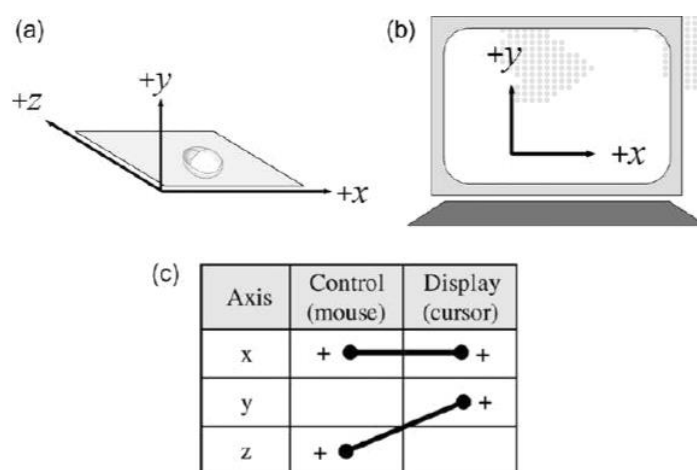 (a)
+y
+z
+x
(b)
+y
+x
(c)
Axis Control (mouse) Display (cursor)
x + +
y +
z +